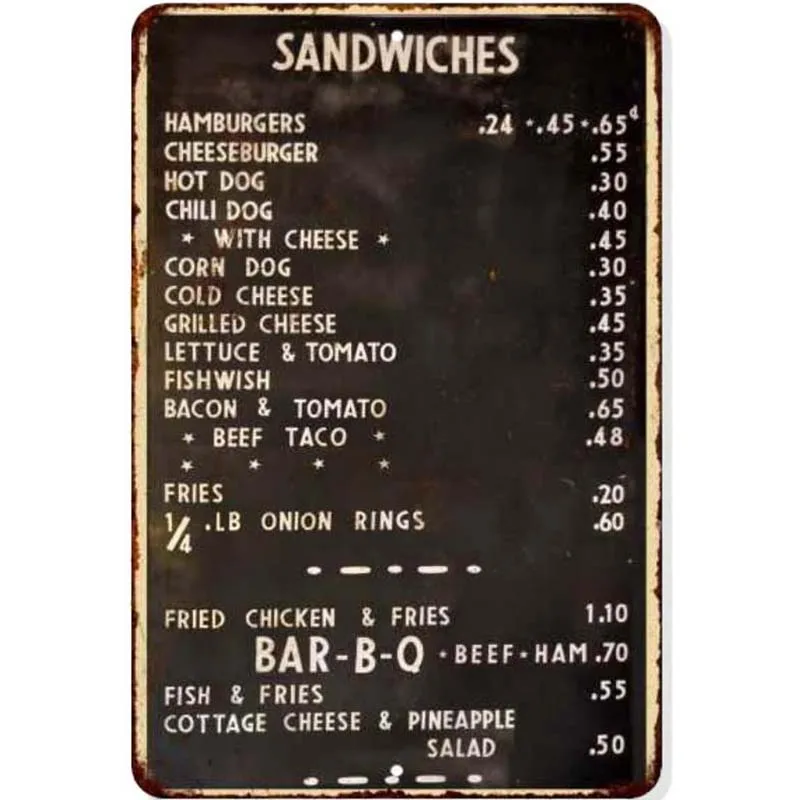 SANDWICHES
HAMBURGERS .24 *.45*.65¢
CHEESEBURGER .55
HOT DOG .30
CHILI DOG .40
* WITH CHEESE * .45
CORN DOG .30
COLD CHEESE .35
GRILLED CHEESE .45
LETTUCE & TOMATO .35
FISHWISH .50
BACON & TOMATO .65
* BEEF TACO * .48
* * * *
FRIES .20
1/4 .LB ONION RINGS .60
FRIED CHICKEN & FRIES 1.10
BAR-B-Q *BEEF*HAM .70
FISH & FRIES .55
COTTAGE CHEESE & PINEAPPLE
SALAD .50